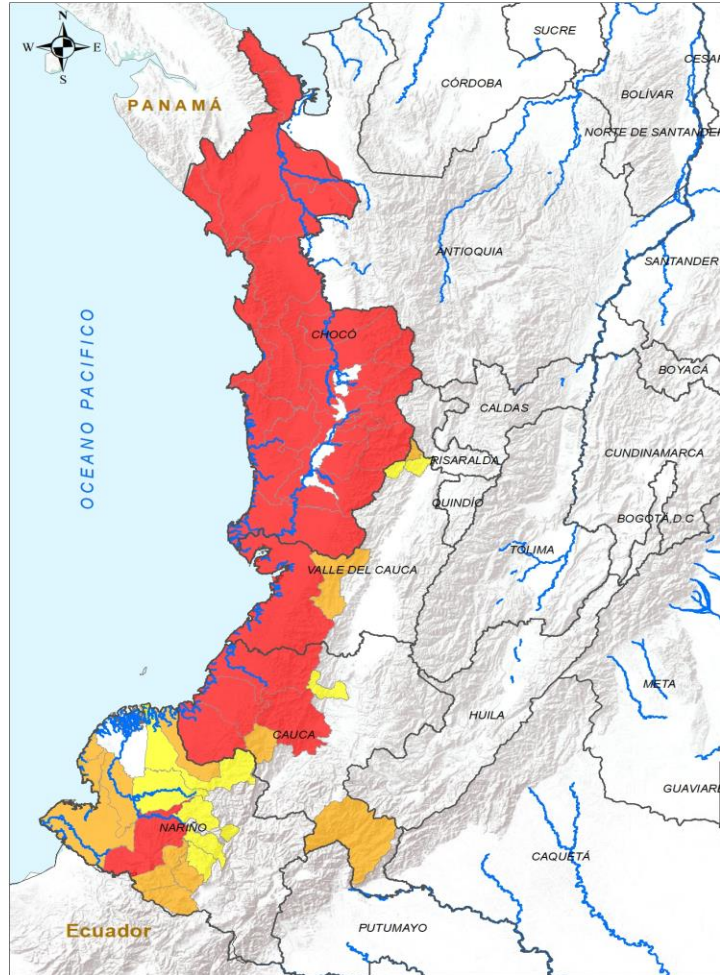 N
W E
S
SUCRE
CESAR
CÓRDOBA
BOLÍVAR
PANAMÁ
NORTE DE SANTANDER
ANTIOQUIA
SANTANDER
OCEANO PACIFICO
CHOCÓ
BOYACÁ
CALDAS
CUNDINAMARCA
RISARALDA
QUINDÍO
BOGOTÁ,D.C
TOLIMA
VALLE DEL CAUCA
META
HUILA
CAUCA
GUAVIARE
NARIÑO
CAQUETÁ
Ecuador
PUTUMAYO